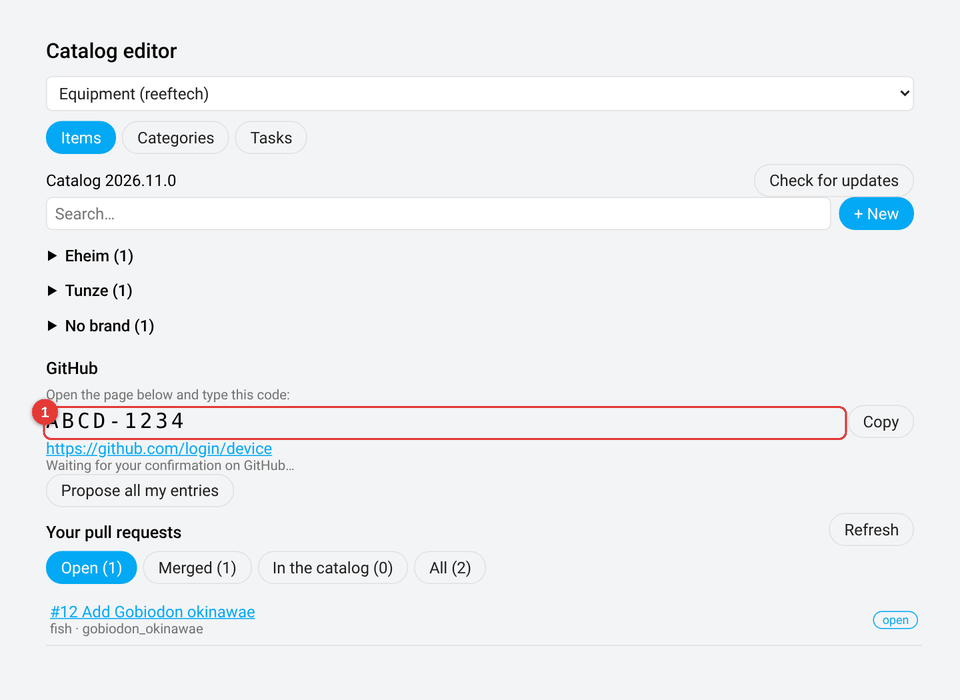 Catalog editor
Equipment (reeftech)
Items Categories Tasks
Catalog 2026.11.0 Check for updates
Search… + New
▶ Eheim (1)
▶ Tunze (1)
▶ No brand (1)
GitHub
Open the page below and type this code:
1
ABCD-1234 Copy
https://github.com/login/device
Waiting for your confirmation on GitHub…
Propose all my entries
Your pull requests Refresh
Open (1) Merged (1) In the catalog (0) All (2)
#12 Add Gobiodon okinawae
fish · gobiodon_okinawae open